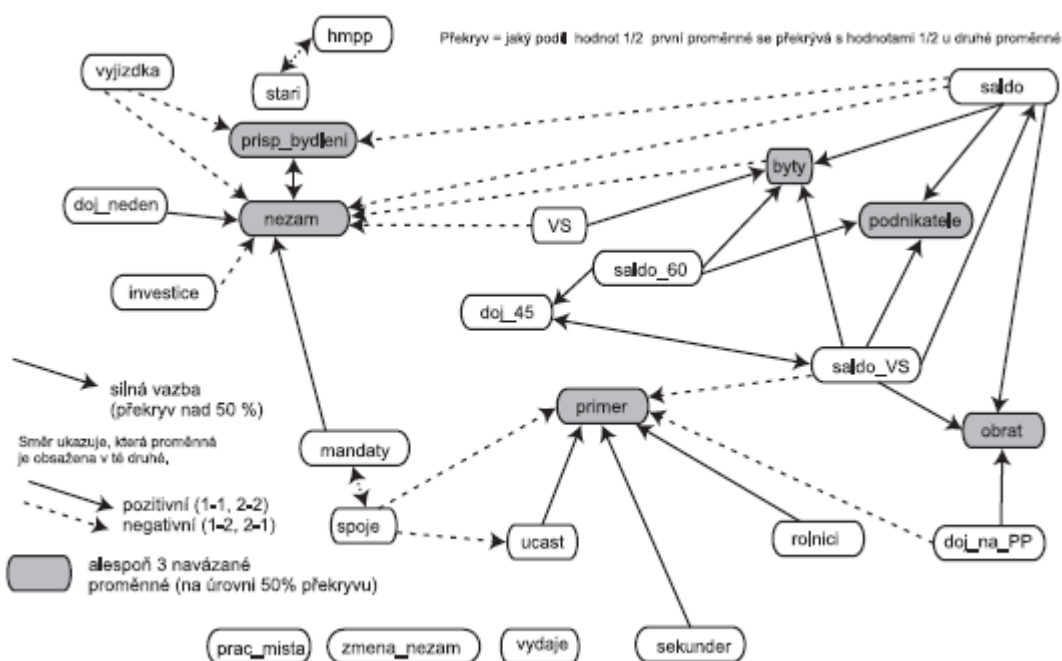 hmpp
Překryv = jaký podíl hodnot 1/2 první proměnné se překrývá s hodnotami 1/2 u druhé proměnné
vyjizdka
stari
saldo
prisp_bydleni
byty
doj_neden
nezam
VS
podnikatele
saldo_60
investice
doj_45
saldo_VS
silná vazba
(překryv nad 50 %)
primer
obrat
Směr ukazuje, která proměnná
je obsažena v té druhé,
mandaty
pozitivní (1-1, 2-2)
negativní (1-2, 2-1)
spoje
ucast
rolnici
doj_na_PP
alespoň 3 navázané
proměnné (na úrovni 50% překryvu)
prac_mista
zmena_nezam
vydaje
sekunder